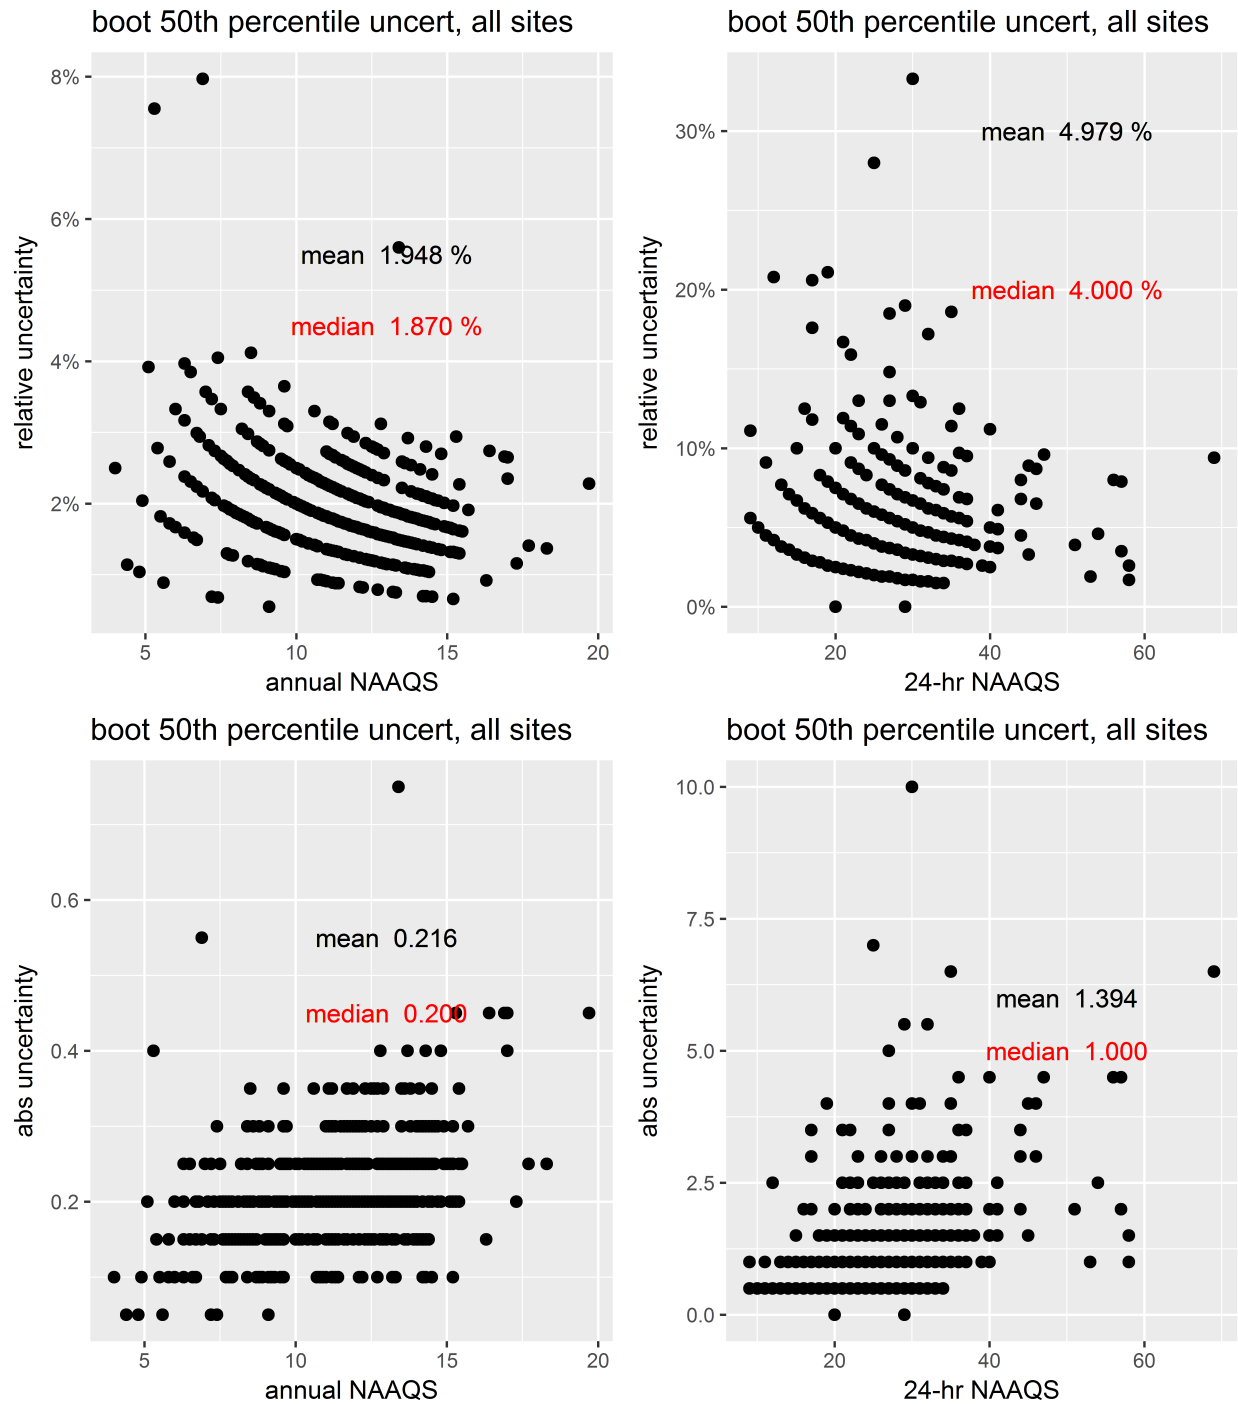 boot 50th percentile uncert, all sites
8%
6%
4%
2%
relative uncertainty
mean 1.948 %
median 1.870 %
5 10 15 20
annual NAAQS
boot 50th percentile uncert, all sites
30%
20%
10%
0%
relative uncertainty
mean 4.979 %
median 4.000 %
20 40 60
24-hr NAAQS
boot 50th percentile uncert, all sites
0.6
0.4
0.2
abs uncertainty
mean 0.216
median 0.200
5 10 15 20
annual NAAQS
boot 50th percentile uncert, all sites
10.0
7.5
5.0
2.5
0.0
abs uncertainty
mean 1.394
median 1.000
20 40 60
24-hr NAAQS